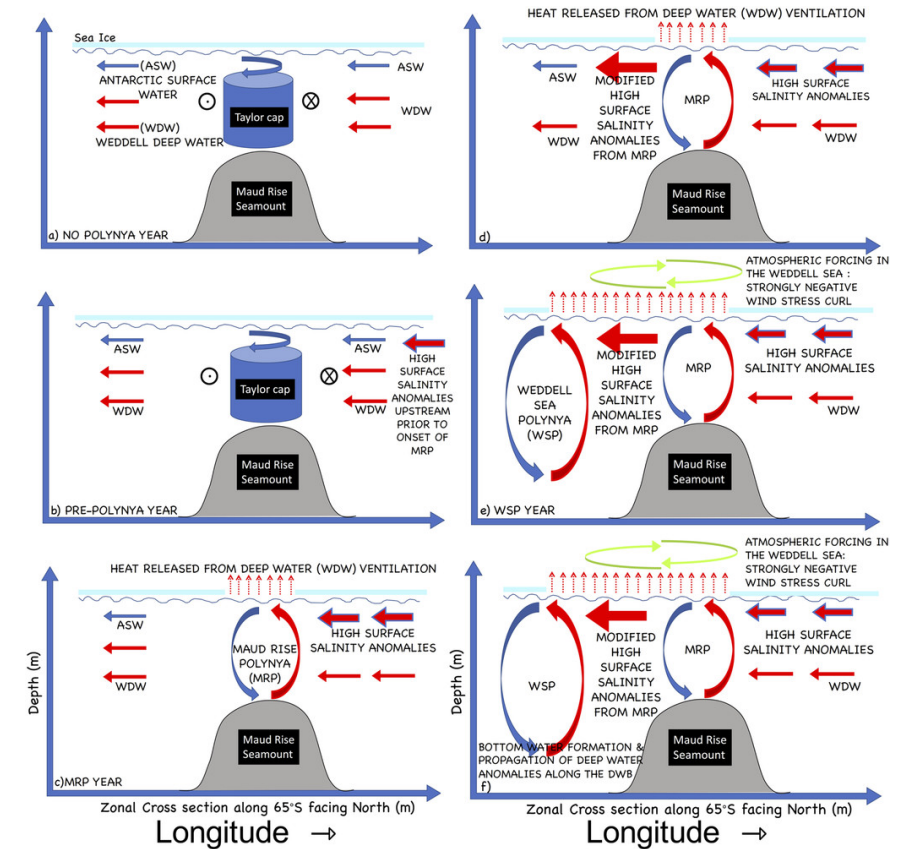 Sea Ice
(ASW)
ANTARCTIC SURFACE
WATER
(WDW)
WEDDELL DEEP WATER
Taylor cap
ASW
WDW
Maud Rise
Seamount
a) NO POLYNYA YEAR
ASW
WDW
Taylor cap
ASW
WDW
HIGH
SURFACE
SALINITY
ANOMALIES
UPSTREAM
PRIOR TO
ONSET OF
MRP
Maud Rise
Seamount
b) PRE-POLYNYA YEAR
HEAT RELEASED FROM DEEP WATER (WDW) VENTILATION
ASW
WDW
MAUD RISE
POLYNYA
(MRP)
HIGH SURFACE
SALINITY ANOMALIES
Maud Rise
Seamount
c)MRP YEAR
Depth (m)
Zonal Cross section along 65°S facing North (m)
Longitude →
HEAT RELEASED FROM DEEP WATER (WDW) VENTILATION
ASW
WDW
MODIFIED
HIGH
SURFACE
SALINITY
ANOMALIES
FROM MRP
MRP
HIGH SURFACE
SALINITY ANOMALIES
WDW
Maud Rise
Seamount
d)
ATMOSPHERIC FORCING IN
THE WEDDELL SEA :
STRONGLY NEGATIVE
WIND STRESS CURL
WEDDELL
SEA
POLYNYA
(WSP)
MODIFIED
HIGH
SURFACE
SALINITY
ANOMALIES
FROM MRP
MRP
HIGH SURFACE
SALINITY ANOMALIES
WDW
Maud Rise
Seamount
e) WSP YEAR
ATMOSPHERIC FORCING IN
THE WEDDELL SEA:
STRONGLY NEGATIVE
WIND STRESS CURL
WSP
MODIFIED
HIGH
SURFACE
SALINITY
ANOMALIES
FROM MRP
MRP
HIGH SURFACE
SALINITY ANOMALIES
WDW
Maud Rise
Seamount
BOTTOM WATER FORMATION &
PROPAGATION OF DEEP WATER
ANOMALIES ALONG THE DWB
f)
Depth (m)
Zonal Cross section along 65°S facing North (m)
Longitude →